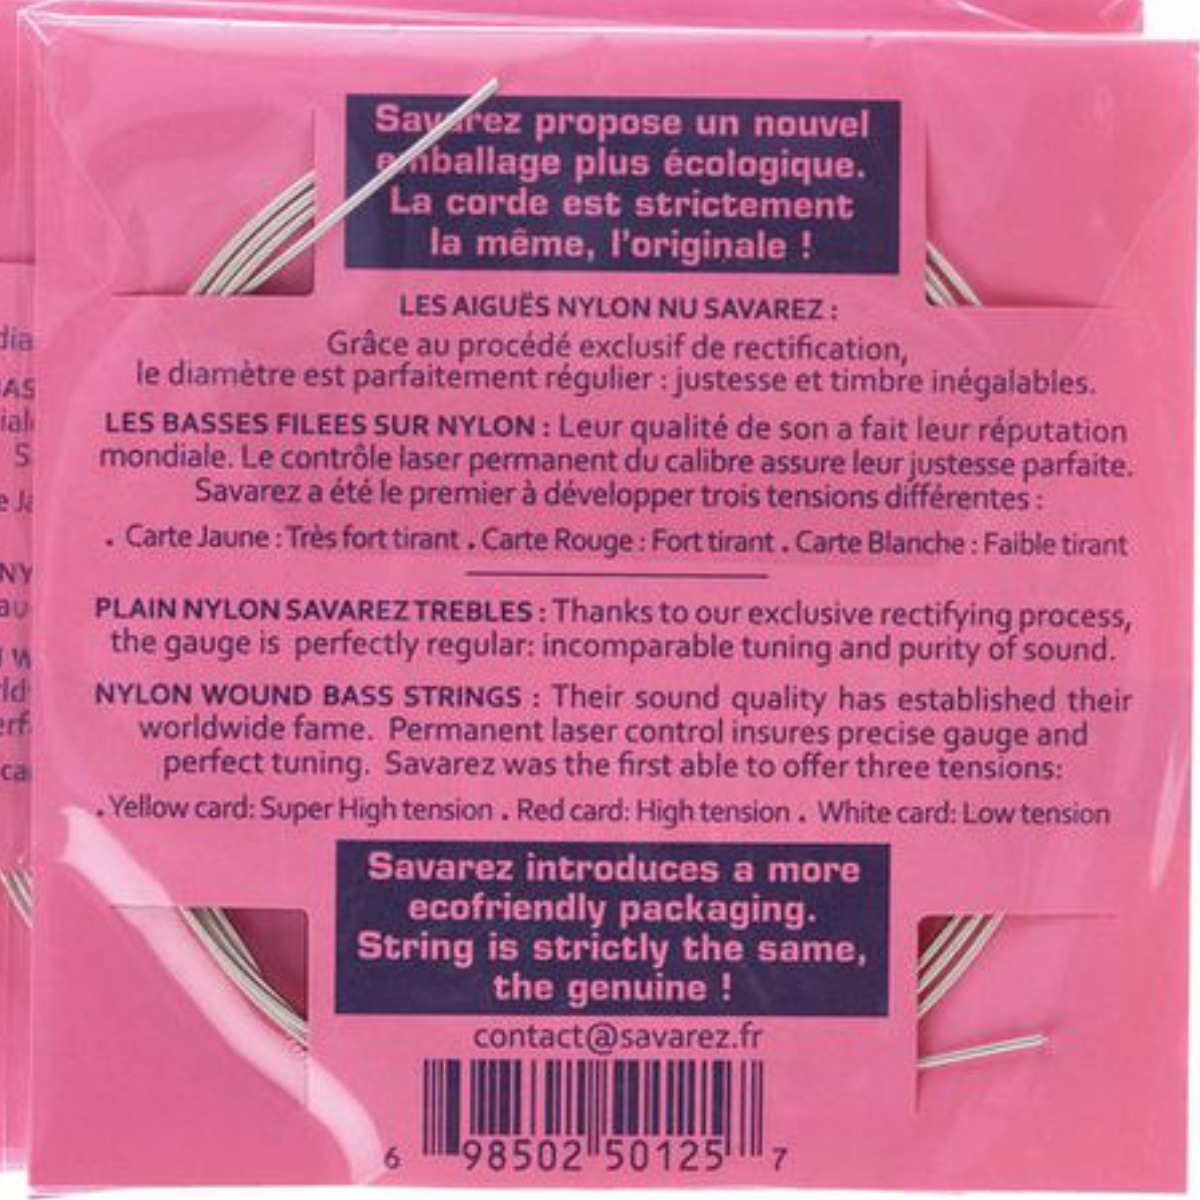 Savarez propose un nouvel
emballage plus écologique.
La corde est strictement
la même, l'originale !
LES AIGUËS NYLON NU SAVAREZ :
Grâce au procédé exclusif de rectification,
le diamètre est parfaitement régulier : justesse et timbre inégalables.
LES BASSES FILEES SUR NYLON : Leur qualité de son a fait leur réputation
mondiale. Le contrôle laser permanent du calibre assure leur justesse parfaite.
Savarez a été le premier à développer trois tensions différentes :
. Carte Jaune : Très fort tirant . Carte Rouge : Fort tirant . Carte Blanche : Faible tirant
PLAIN NYLON SAVAREZ TREBLES : Thanks to our exclusive rectifying process,
the gauge is perfectly regular: incomparable tuning and purity of sound.
NYLON WOUND BASS STRINGS : Their sound quality has established their
worldwide fame. Permanent laser control insures precise gauge and
perfect tuning. Savarez was the first able to offer three tensions:
. Yellow card: Super High tension . Red card: High tension . White card: Low tension
Savarez introduces a more
ecofriendly packaging.
String is strictly the same,
the genuine !
contact@savarez.fr
6 98502 50125 7